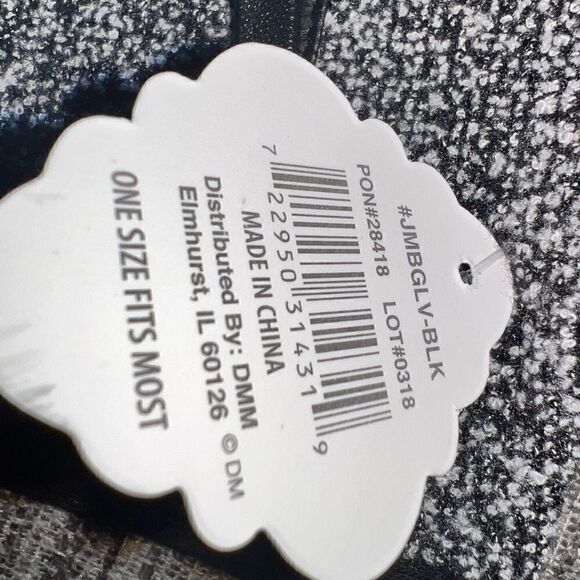 #JMBGLV-BLK
PON#28418 LOT#0318
7 22950 31431 9
MADE IN CHINA
Distributed By: DMM
Elmhurst, IL 60126 © DM
ONE SIZE FITS MOST